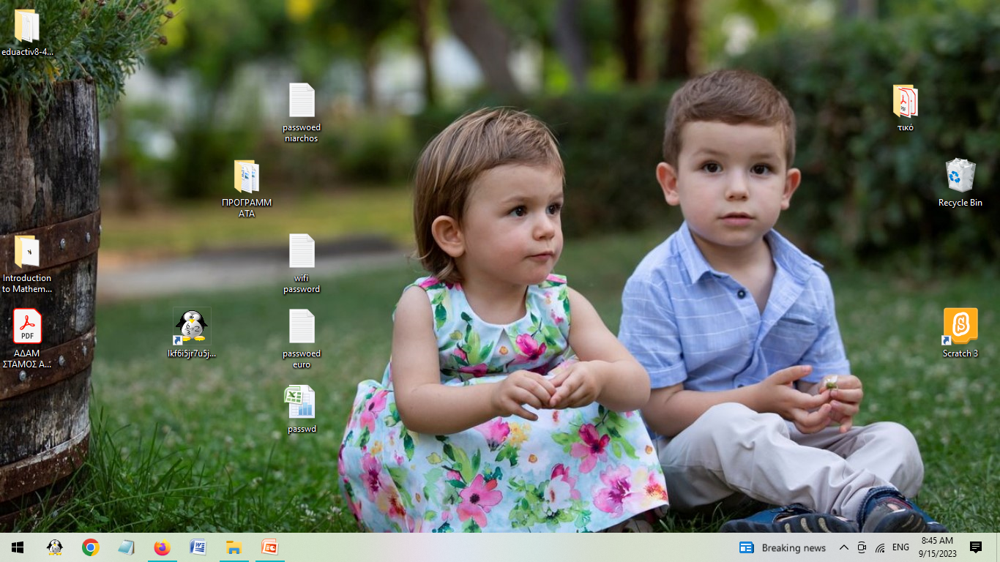 eduactiv8-4...
passwoed
niarchos
τικό
ΠΡΟΓΡΑΜΜ
ΑΤΑ
Recycle Bin
Introduction
to Mathem...
wifi
password
PDF
ΑΔΑΜ
ΣΤΑΜΟΣ Α...
lkf6i5jr7u5j...
passwoed
euro
Scratch 3
passwd
Breaking news
ENG
8:45 AM
9/15/2023